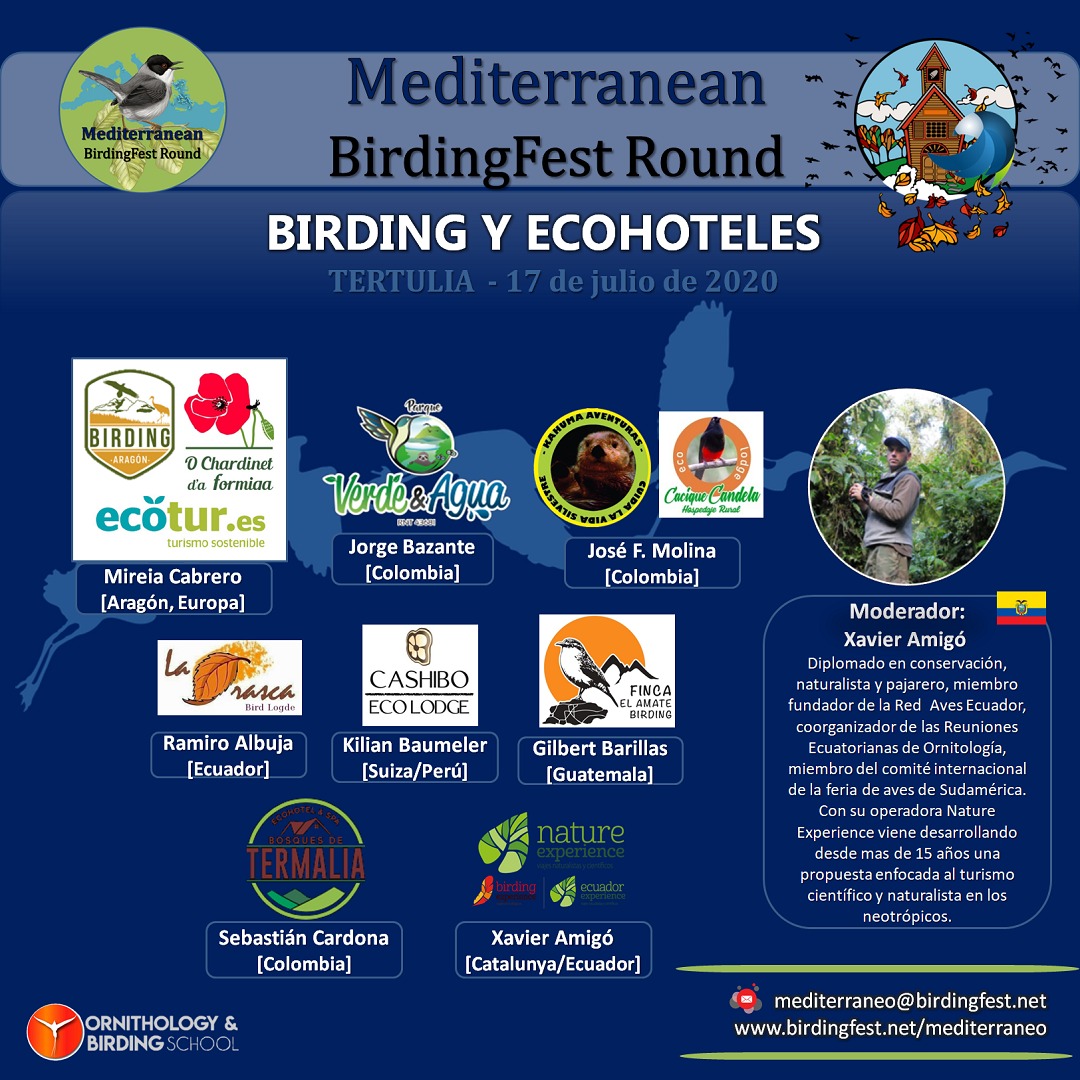 Mediterranean
BirdingFest Round
Mediterranean
BirdingFest Round
BIRDING Y ECOHOTELES
TERTULIA - 17 de julio de 2020
BIRDING
·ARAGÓN·
O Chardinet
d'a formiga
ecotur.es
turismo sostenible
Mireia Cabrero
[Aragón, Europa]
Parque
Verde & Agua
RNT 43681
Jorge Bazante
[Colombia]
KAHUMA AVENTURAS
CUIDA LA VIDA SILVESTRE
eco lodge
Cacique Candela
Hospedaje Rural
José F. Molina
[Colombia]
La Brasca
Bird Logde
Ramiro Albuja
[Ecuador]
CASHIBO
ECO LODGE
Kilian Baumeler
[Suiza/Perú]
FINCA
EL AMATE
BIRDING
Gilbert Barillas
[Guatemala]
ECOHOTEL & SPA
BOSQUES DE
TERMALIA
Sebastián Cardona
[Colombia]
nature
experience
birding
ecuador
experience
Xavier Amigó
[Catalunya/Ecuador]
Moderador:
Xavier Amigó
Diplomado en conservación,
naturalista y pajarero, miembro
fundador de la Red Aves Ecuador,
coorganizador de las Reuniones
Ecuatorianas de Ornitología,
miembro del comité internacional
de la feria de aves de Sudamérica.
Con su operadora Nature
Experience viene desarrollando
desde mas de 15 años una
propuesta enfocada al turismo
científico y naturalista en los
neotrópicos.
mediterraneo@birdingfest.net
www.birdingfest.net/mediterraneo
ORNITHOLOGY &
BIRDING SCHOOL